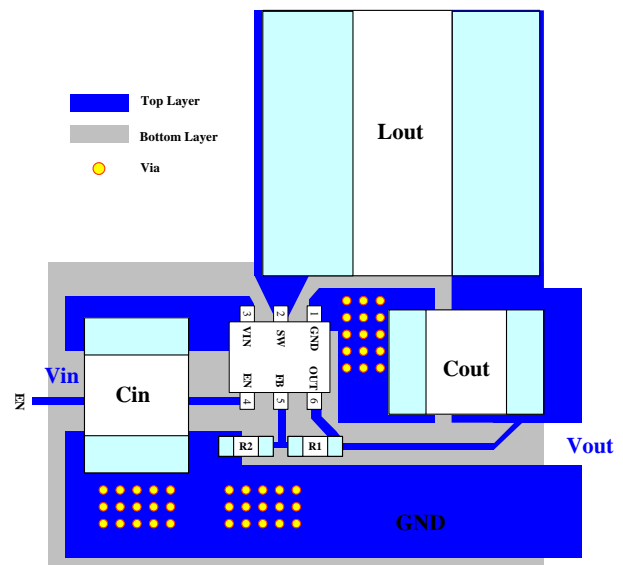 Top Layer
Bottom Layer
Via
Lout
3 2 1
VIN SW GND
EN FB OUT
4 5 6
Vin
Cin
EN
Cout
R2 R1
Vout
GND